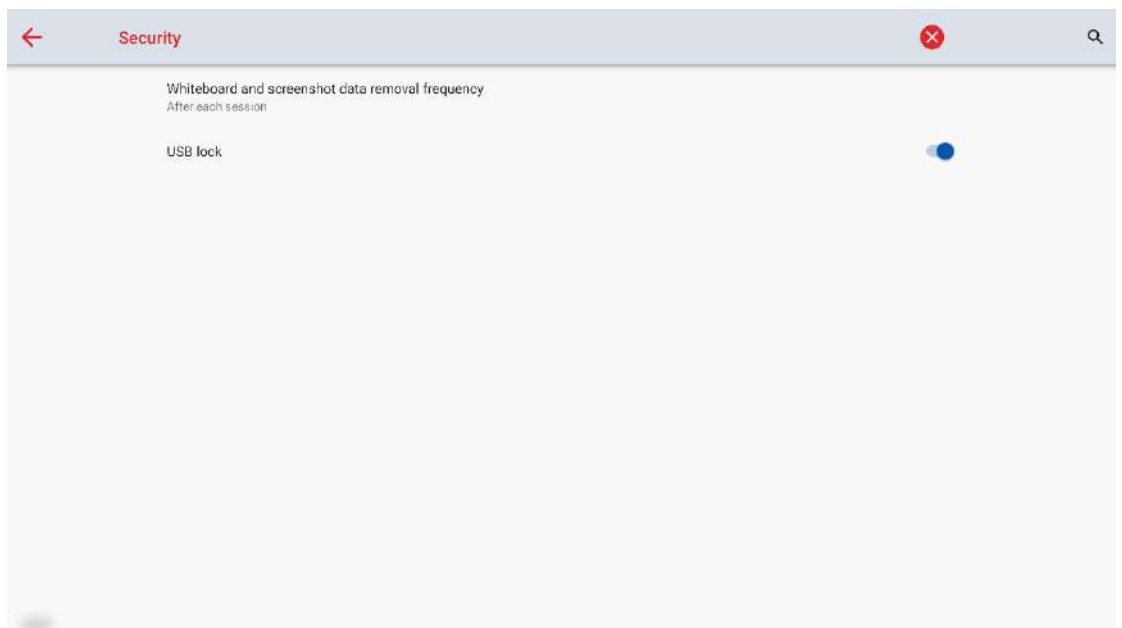 Security
Whiteboard and screenshot data removal frequency
After each session
USB lock